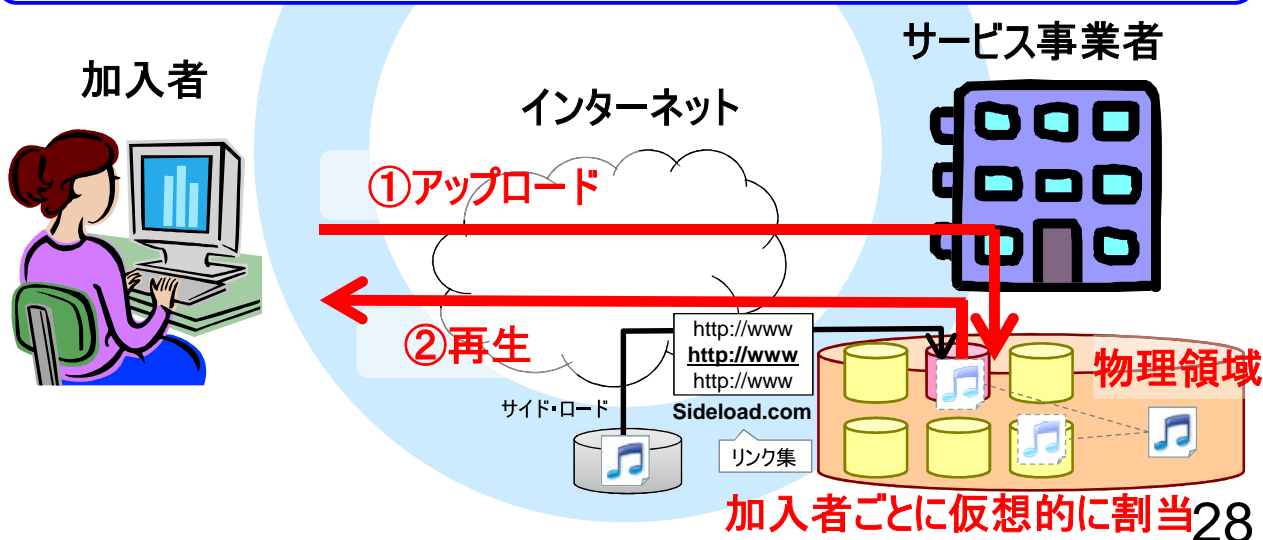 サービス事業者
加入者
インターネット
①アップロード
②再生
http://www
http://www
http://www
物理領域
サイド・ロード
Sideload.com
リンク集
加入者ごとに仮想的に割当
28